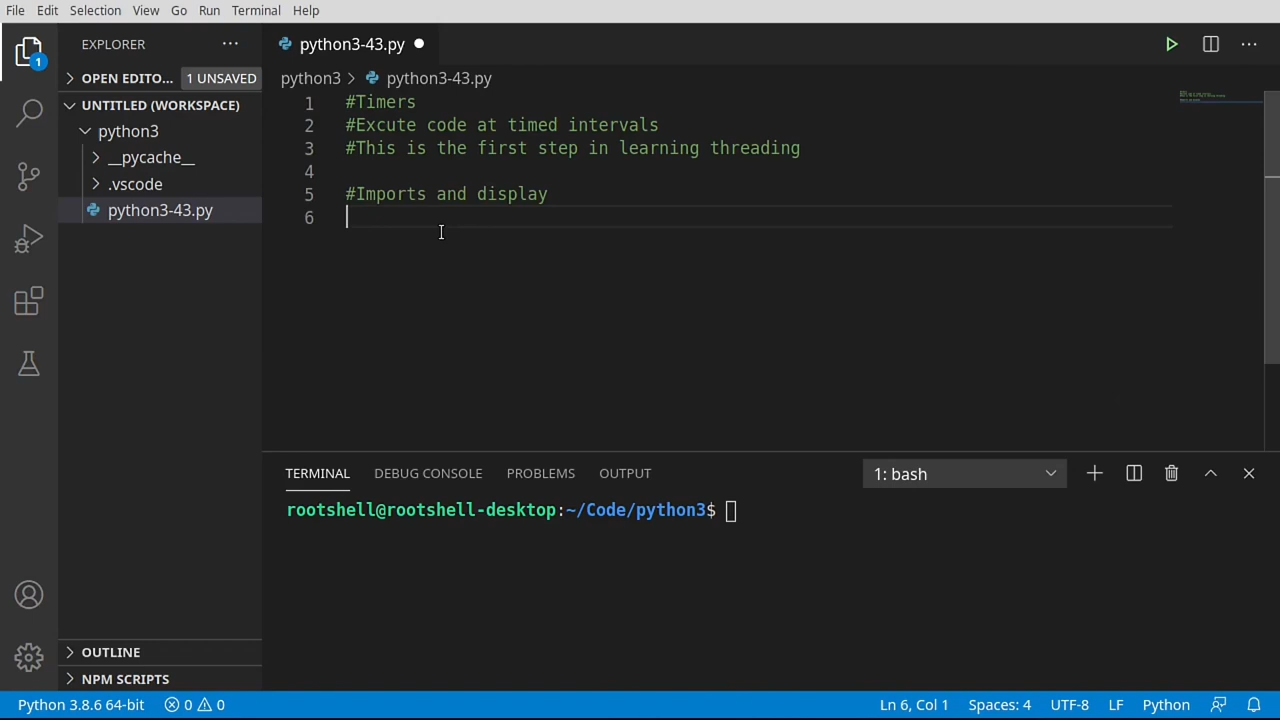 File Edit Selection View Go Run Terminal Help
EXPLORER
OPEN EDITO... 1 UNSAVED
UNTITLED (WORKSPACE)
python3
__pycache__
.vscode
python3-43.py
OUTLINE
NPM SCRIPTS
1
python3-43.py
python3 > python3-43.py
1 #Timers
2 #Excute code at timed intervals
3 #This is the first step in learning threading
4
5 #Imports and display
6
TERMINAL DEBUG CONSOLE PROBLEMS OUTPUT 1: bash
rootshell@rootshell-desktop:~/Code/python3$
Python 3.8.6 64-bit 0 0 Ln 6, Col 1 Spaces: 4 UTF-8 LF Python